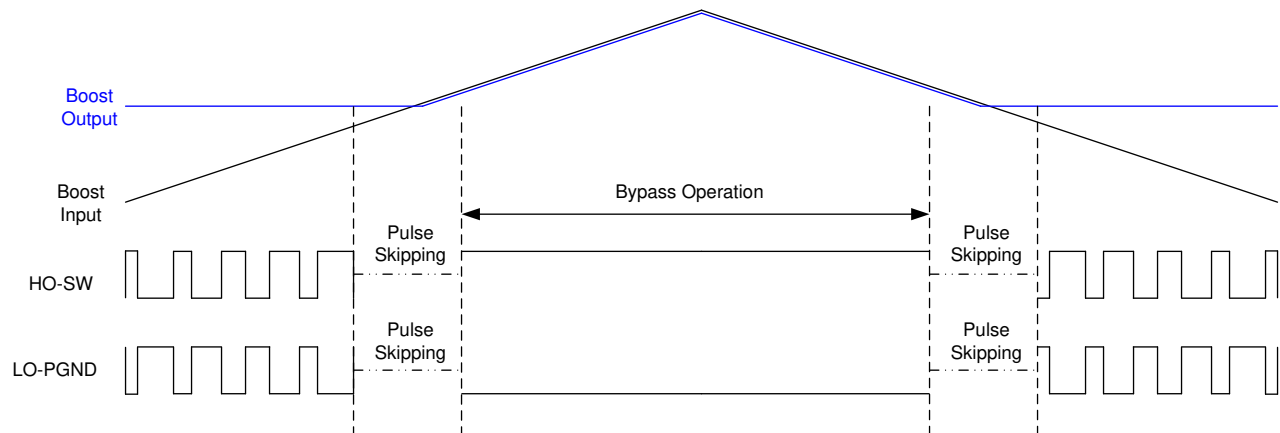 Boost
Output
Boost
Input
Bypass Operation
Pulse
Skipping
Pulse
Skipping
HO-SW
Pulse
Skipping
Pulse
Skipping
LO-PGND